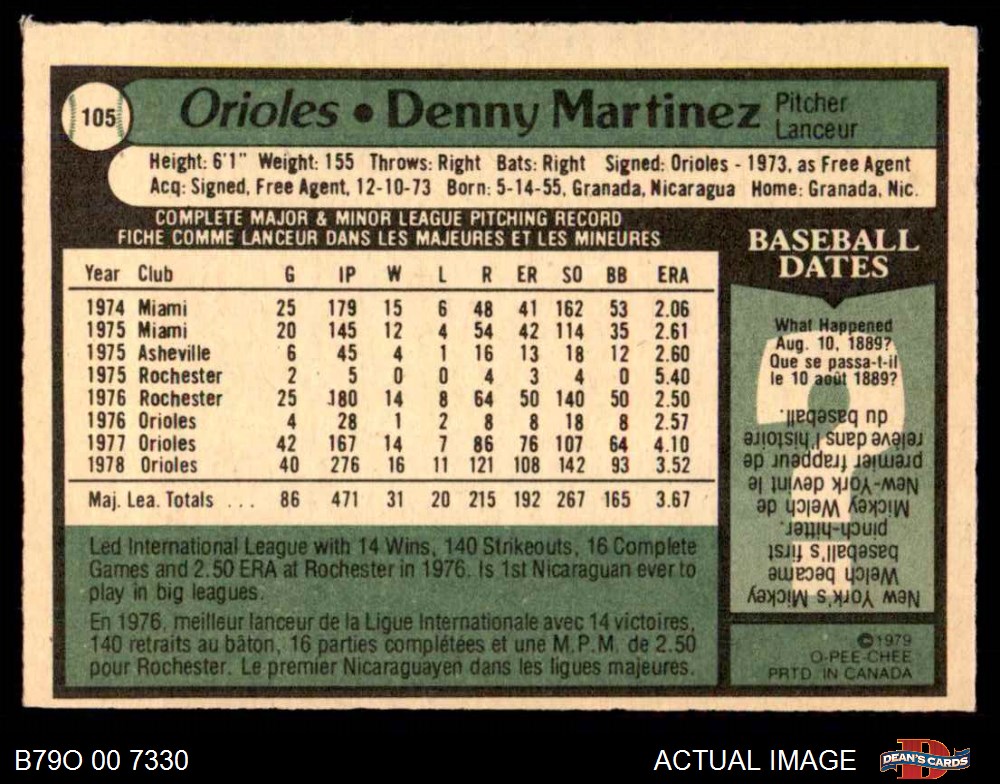 105
Orioles • Denny Martinez Pitcher
Lanceur
Height: 6'1" Weight: 155 Throws: Right Bats: Right Signed: Orioles - 1973, as Free Agent
Acq: Signed, Free Agent, 12-10-73 Born: 5-14-55, Granada, Nicaragua Home: Granada, Nic.
COMPLETE MAJOR & MINOR LEAGUE PITCHING RECORD
FICHE COMME LANCEUR DANS LES MAJEURES ET LES MINEURES
Year Club G IP W L R ER SO BB ERA
1974 Miami 25 179 15 6 48 41 162 53 2.06
1975 Miami 20 145 12 4 54 42 114 35 2.61
1975 Asheville 6 45 4 1 16 13 18 12 2.60
1975 Rochester 2 5 0 0 4 3 4 0 5.40
1976 Rochester 25 180 14 8 64 50 140 50 2.50
1976 Orioles 4 28 1 2 8 8 18 8 2.57
1977 Orioles 42 167 14 7 86 76 107 64 4.10
1978 Orioles 40 276 16 11 121 108 142 93 3.52
Maj. Lea. Totals ... 86 471 31 20 215 192 267 165 3.67
Led International League with 14 Wins, 140 Strikeouts, 16 Complete
Games and 2.50 ERA at Rochester in 1976. Is 1st Nicaraguan ever to
play in big leagues.
En 1976, meilleur lanceur de la Ligue Internationale avec 14 victoires,
140 retraits au bâton, 16 parties complétées et une M.P.M. de 2.50
pour Rochester. Le premier Nicaraguayen dans les ligues majeures.
BASEBALL
DATES
What Happened
Aug. 10, 1889?
Que se passa-t-il
le 10 août 1889?
New York's Mickey
Welch became
baseball's first
pinch-hitter.
Mickey Welch de
New-York devint le
premier frappeur de
relève dans l'histoire
du baseball.
©1979
O-PEE-CHEE
PRTD. IN CANADA
B79O 00 7330
ACTUAL IMAGE
DEAN'S CARDS